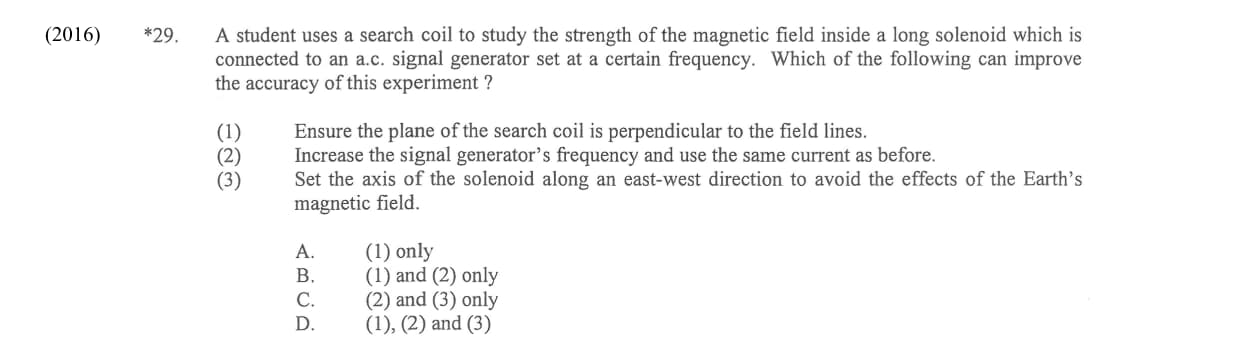 (2016) *29. A student uses a search coil to study the strength of the magnetic field inside a long solenoid which is
connected to an a.c. signal generator set at a certain frequency. Which of the following can improve
the accuracy of this experiment ?
(1) Ensure the plane of the search coil is perpendicular to the field lines.
(2) Increase the signal generator's frequency and use the same current as before.
(3) Set the axis of the solenoid along an east-west direction to avoid the effects of the Earth's
magnetic field.
A. (1) only
B. (1) and (2) only
C. (2) and (3) only
D. (1), (2) and (3)